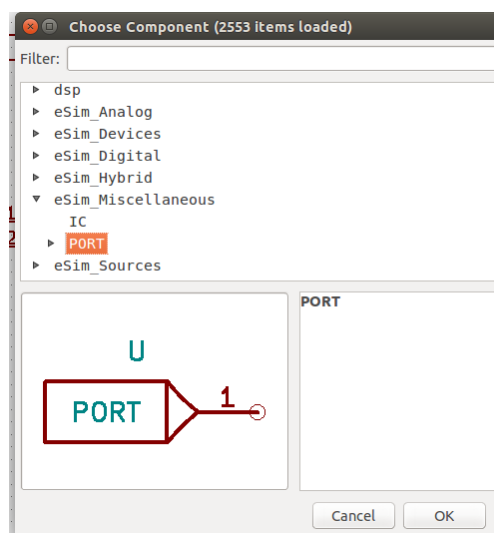 Choose Component (2553 items loaded)
Filter:
dsp
eSim_Analog
eSim_Devices
eSim_Digital
eSim_Hybrid
eSim_Miscellaneous
IC
PORT
eSim_Sources
U
PORT
1
PORT
Cancel OK